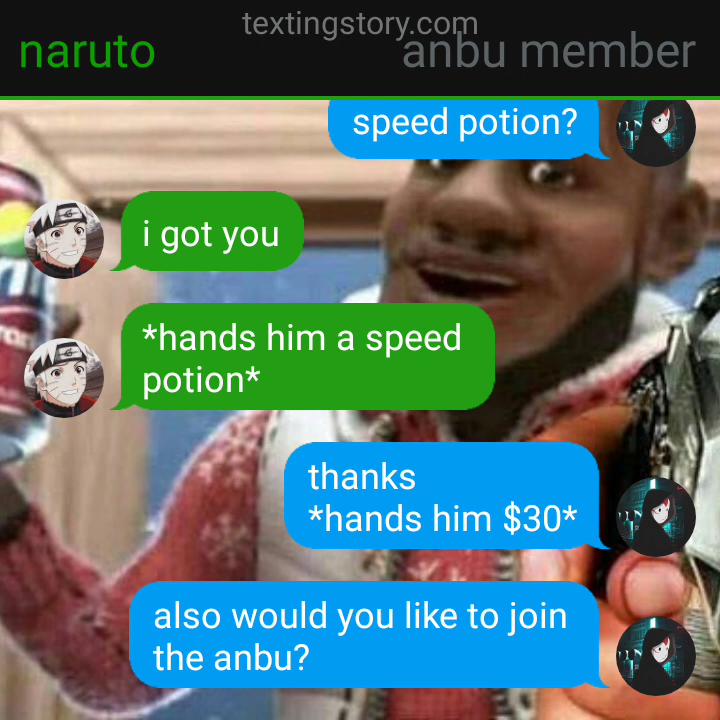 textingstory.com
naruto
anbu member
speed potion?
i got you
*hands him a speed
potion*
thanks
*hands him $30*
also would you like to join
the anbu?